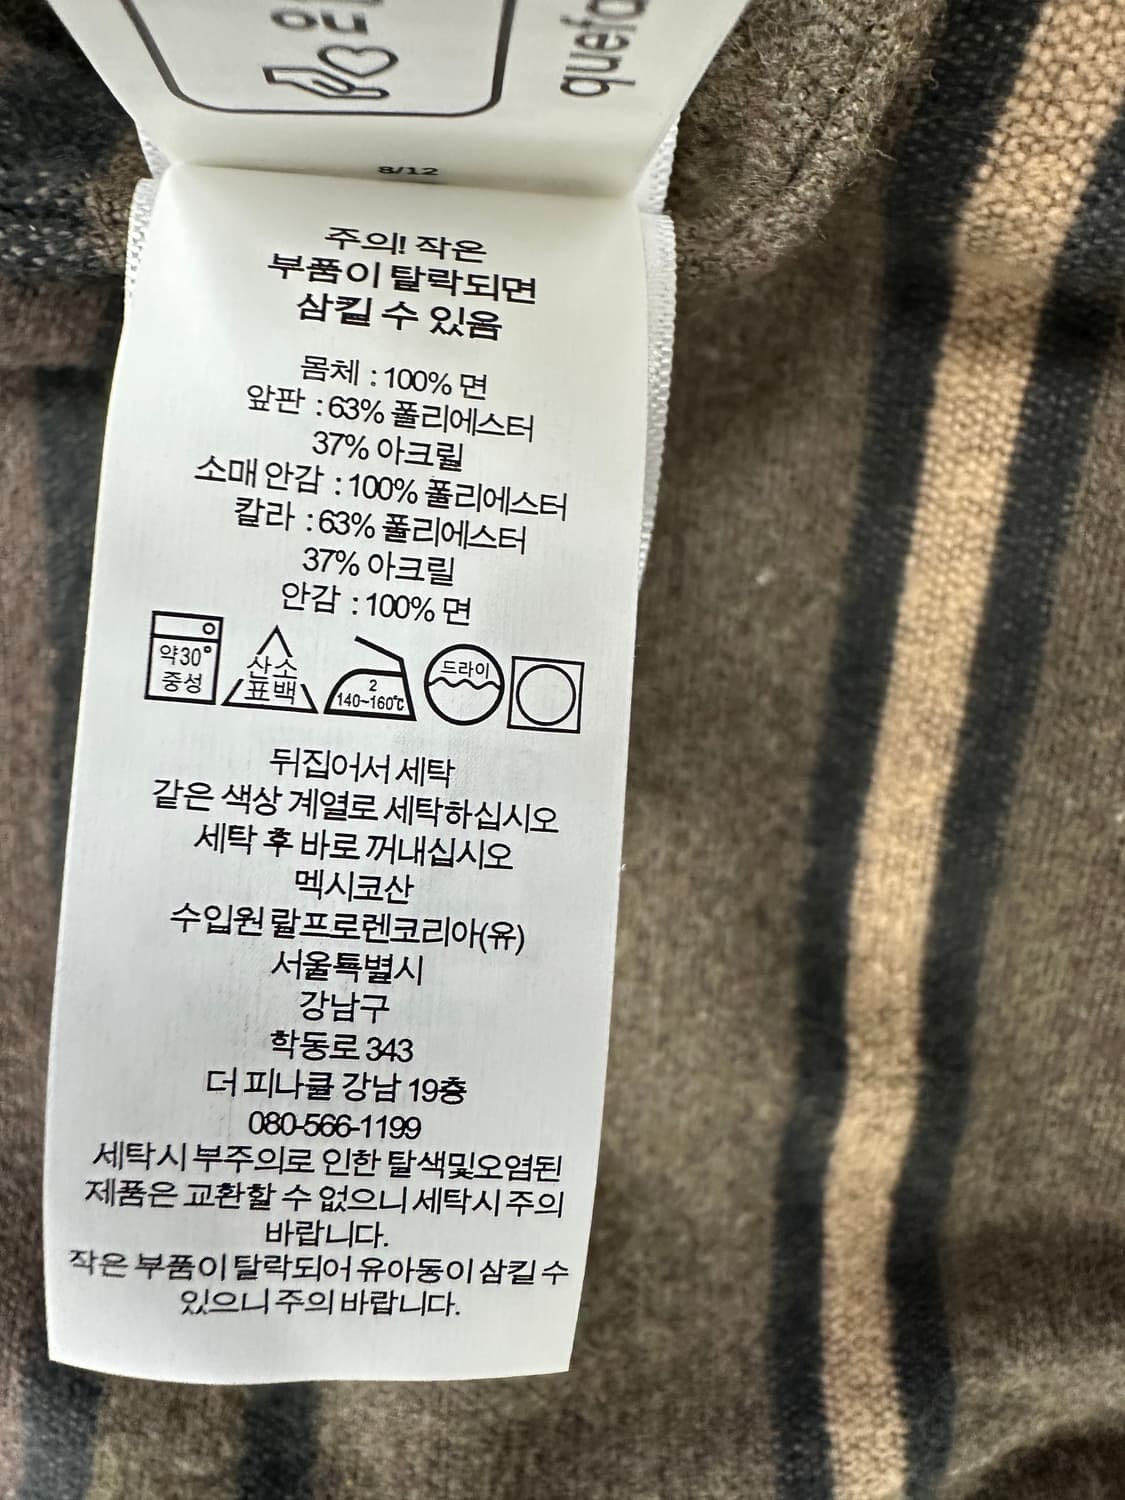 8/12
주의! 작은
부품이 탈락되면
삼킬 수 있음
몸체 : 100% 면
앞판 : 63% 폴리에스터
37% 아크릴
소매 안감 : 100% 폴리에스터
칼라 : 63% 폴리에스터
37% 아크릴
안감 : 100% 면
약30°
중성
산소
표백
2
140~160℃
드라이
뒤집어서 세탁
같은 색상 계열로 세탁하십시오
세탁 후 바로 꺼내십시오
멕시코산
수입원 랄프로렌코리아(유)
서울특별시
강남구
학동로 343
더 피나클 강남 19층
080-566-1199
세탁시 부주의로 인한 탈색및오염된
제품은 교환할 수 없으니 세탁시 주의
바랍니다.
작은 부품이 탈락되어 유아동이 삼킬 수
있으니 주의 바랍니다.